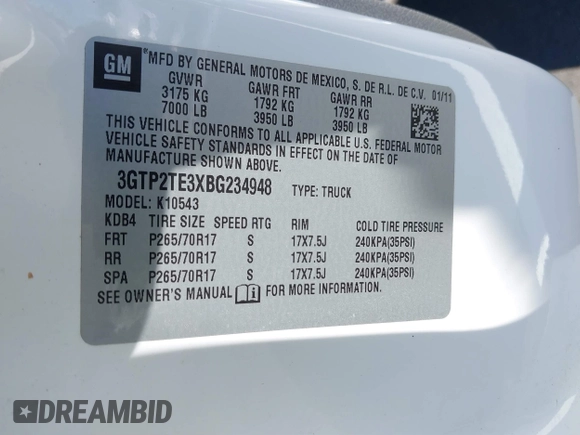 GM
MFD BY GENERAL MOTORS DE MEXICO, S. DE R.L. DE C.V. 01/11
GVWR GAWR FRT GAWR RR
3175 KG 1792 KG 1792 KG
7000 LB 3950 LB 3950 LB
THIS VEHICLE CONFORMS TO ALL APPLICABLE U.S. FEDERAL MOTOR
VEHICLE SAFETY STANDARDS IN EFFECT ON THE DATE OF
MANUFACTURE SHOWN ABOVE.
3GTP2TE3XBG234948 TYPE: TRUCK
MODEL: K10543
KDB4 TIRE SIZE SPEED RTG RIM COLD TIRE PRESSURE
FRT P265/70R17 S 17X7.5J 240KPA(35PSI)
RR P265/70R17 S 17X7.5J 240KPA(35PSI)
SPA P265/70R17 S 17X7.5J 240KPA(35PSI)
SEE OWNER'S MANUAL FOR MORE INFORMATION.
DREAMBID